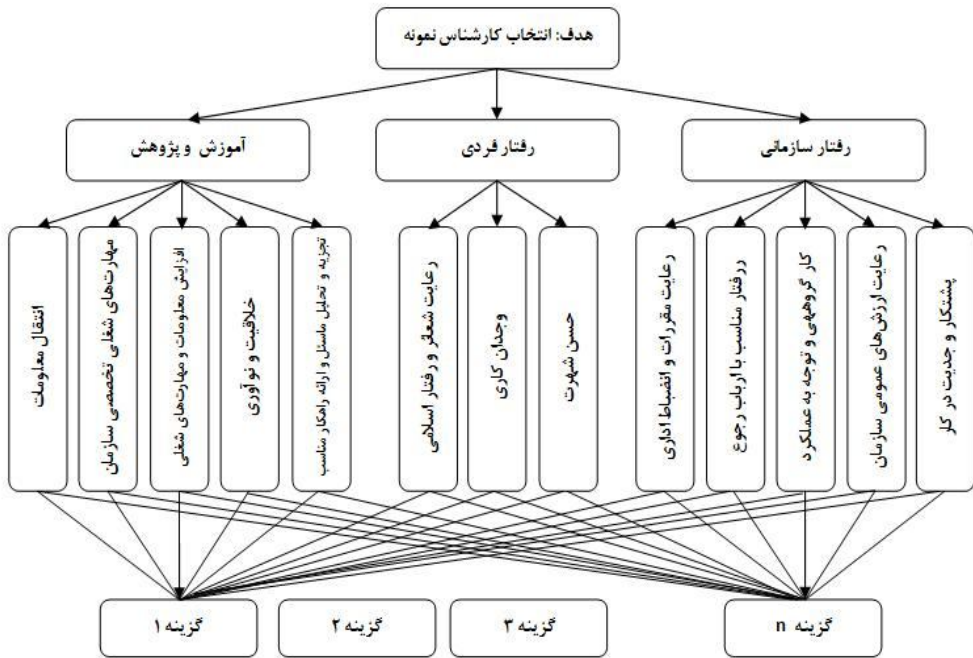 هدف: انتخاب کارشناس نمونه
رفتار سازمانی
رفتار فردی
آموزش و پژوهش
پشتکار و جدیت در کار
رعایت ارزش‌های عمومی سازمان
کار گروههی و توجه به عملکرد
ررفتار مناسب با ارباب رجوع
رعایت مقررات و انضباط اداری
حسن شهرت
وجدان کاری
رعایت شعائر و رفتار اسلامی
تجزیه و تحلیل ماسئل و ارائه راهکار مناسب
خلاقیت و نوآوری
افزایش معلومات و مهارت‌های شغلی
مهارت‌های شغلی تخصصی سازمان
انتقال معلومات
گزینه n
گزینه ۳
گزینه ۲
گزینه ۱